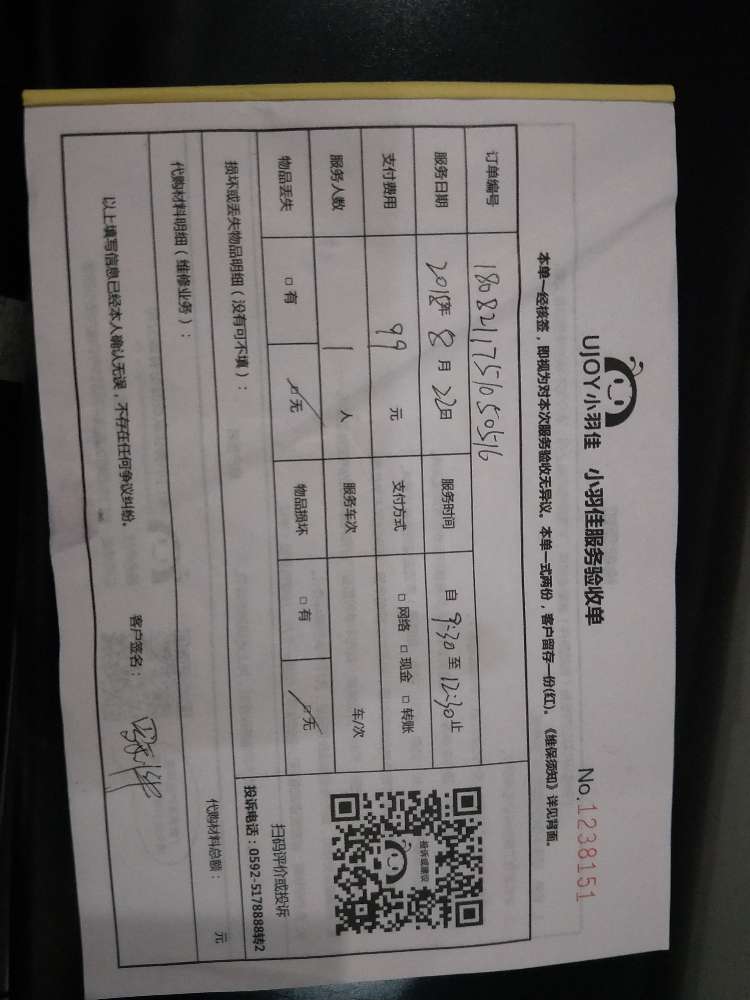 UJOY小羽佳 小羽佳服务验收单
No.1238151
本单一经核签，即视为对本次服务验收无异议。本单一式两份，客户留存一份(红)。《维保须知》详见背面。
订单编号 1808211751050516
服务日期 2018年 8月 22日 服务时间 自 9:30 至 12:30 止
支付费用 99 元 支付方式 □ 网络 □ 现金 □ 转账
服务人数 1 人 服务车次 车/次
物品丢失 □ 有 □ 无 物品损坏 □ 有 □ 无
投诉或建议
扫码评价或投诉
投诉电话：0592-5178888转2
损坏或丢失物品明细（没有可不填）：
代购材料明细（维修业务）：
代购材料总额： 元
以上填写信息已经本人确认无误，不存在任何争议纠纷。
客户签名：